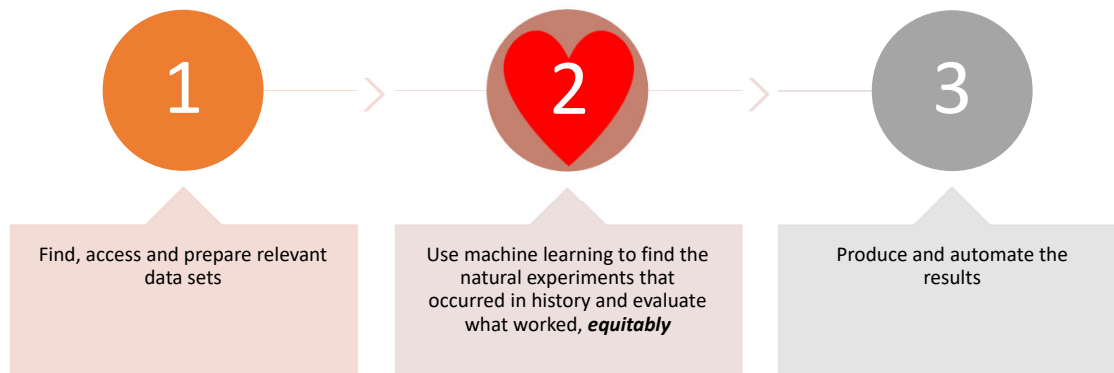 1
2
3
Find, access and prepare relevant
data sets
Use machine learning to find the
natural experiments that
occurred in history and evaluate
what worked, equitably
Produce and automate the
results